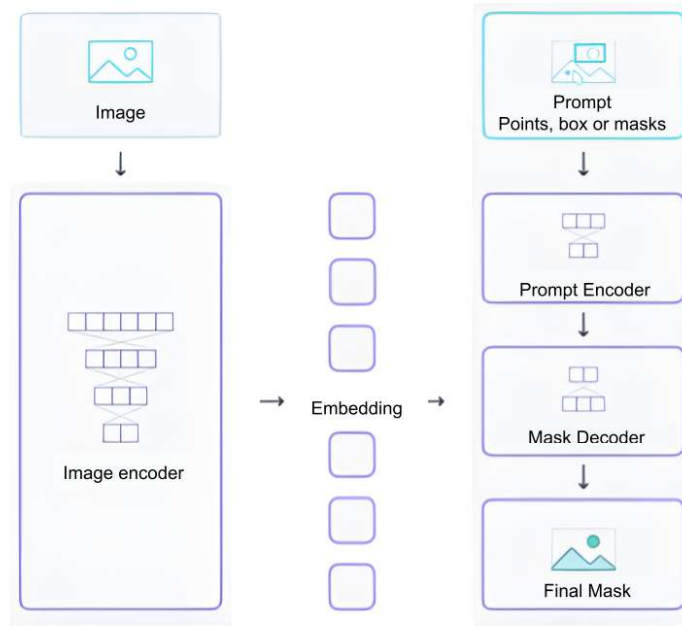 Image
Image encoder
Embedding
Prompt
Points, box or masks
Prompt Encoder
Mask Decoder
Final Mask